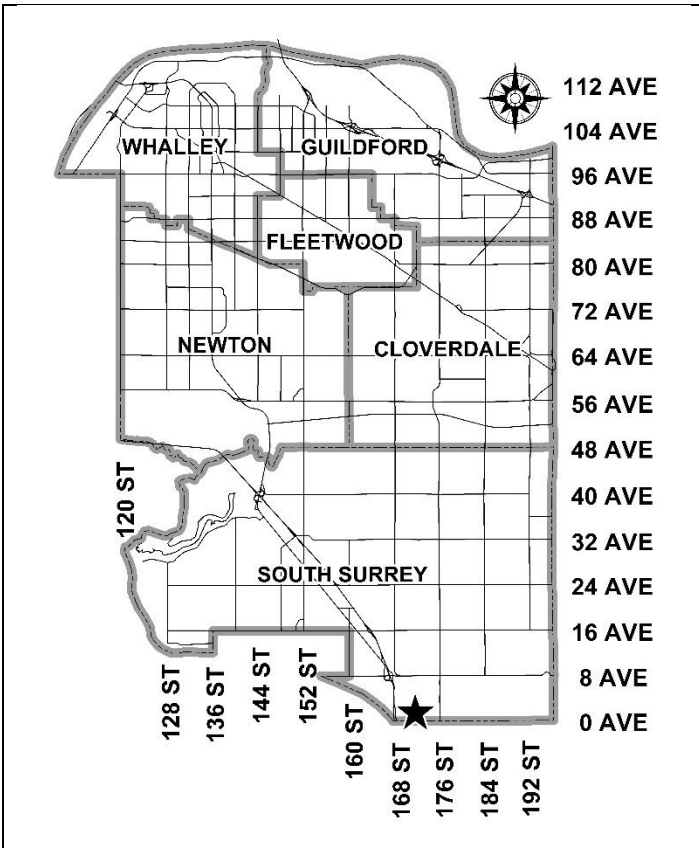 112 AVE
104 AVE
WHALLEY
GUILDFORD
96 AVE
88 AVE
FLEETWOOD
80 AVE
72 AVE
NEWTON
CLOVERDALE
64 AVE
56 AVE
48 AVE
120 ST
40 AVE
32 AVE
SOUTH SURREY
24 AVE
16 AVE
128 ST
136 ST
144 ST
152 ST
160 ST
8 AVE
0 AVE
168 ST
176 ST
184 ST
192 ST